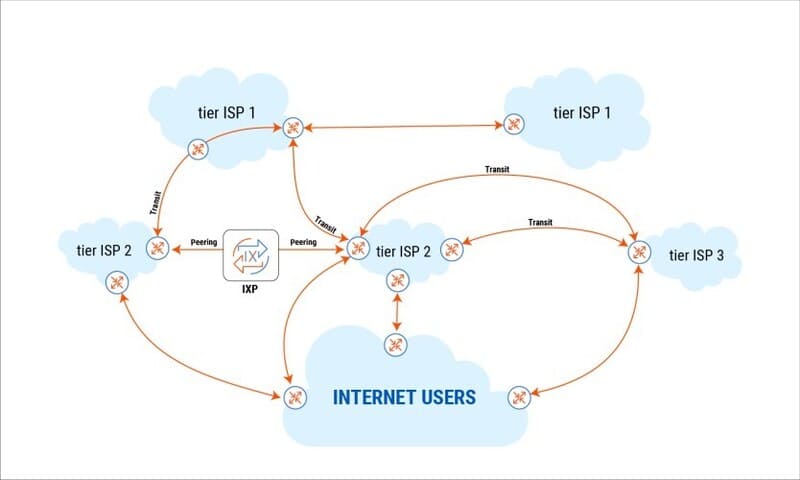 tier ISP 1
tier ISP 1
Transit
Transit
Transit
Transit
tier ISP 2
Peering
IX
Peering
tier ISP 2
tier ISP 3
IXP
INTERNET USERS